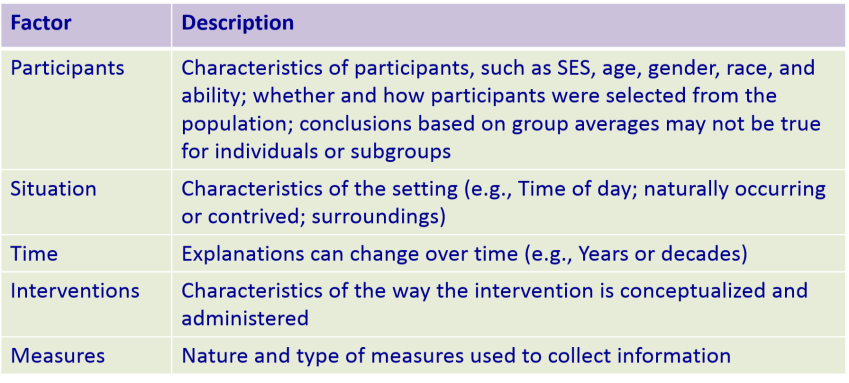 Factor Description
Participants Characteristics of participants, such as SES, age, gender, race, and
ability; whether and how participants were selected from the
population; conclusions based on group averages may not be true
for individuals or subgroups
Situation Characteristics of the setting (e.g., Time of day; naturally occurring
or contrived; surroundings)
Time Explanations can change over time (e.g., Years or decades)
Interventions Characteristics of the way the intervention is conceptualized and
administered
Measures Nature and type of measures used to collect information